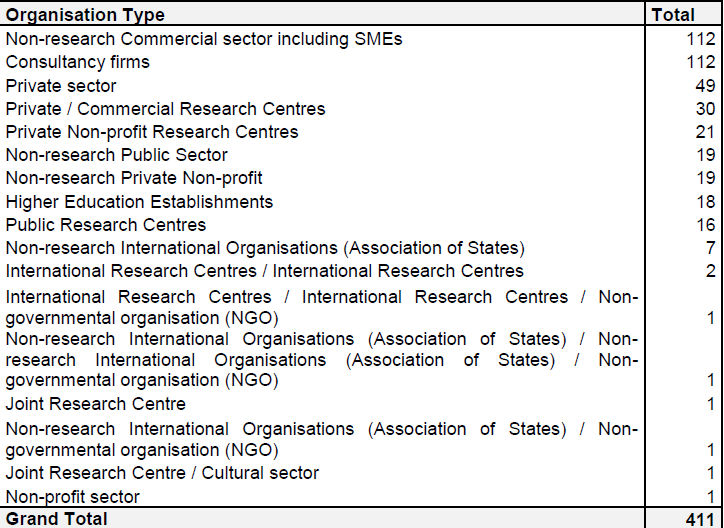 Organisation Type Total
Non-research Commercial sector including SMEs 112
Consultancy firms 112
Private sector 49
Private / Commercial Research Centres 30
Private Non-profit Research Centres 21
Non-research Public Sector 19
Non-research Private Non-profit 19
Higher Education Establishments 18
Public Research Centres 16
Non-research International Organisations (Association of States) 7
International Research Centres / International Research Centres 2
International Research Centres / International Research Centres / Non-
governmental organisation (NGO) 1
Non-research International Organisations (Association of States) / Non-
research International Organisations (Association of States) / Non-
governmental organisation (NGO) 1
Joint Research Centre 1
Non-research International Organisations (Association of States) / Non-
governmental organisation (NGO) 1
Joint Research Centre / Cultural sector 1
Non-profit sector 1
Grand Total 411